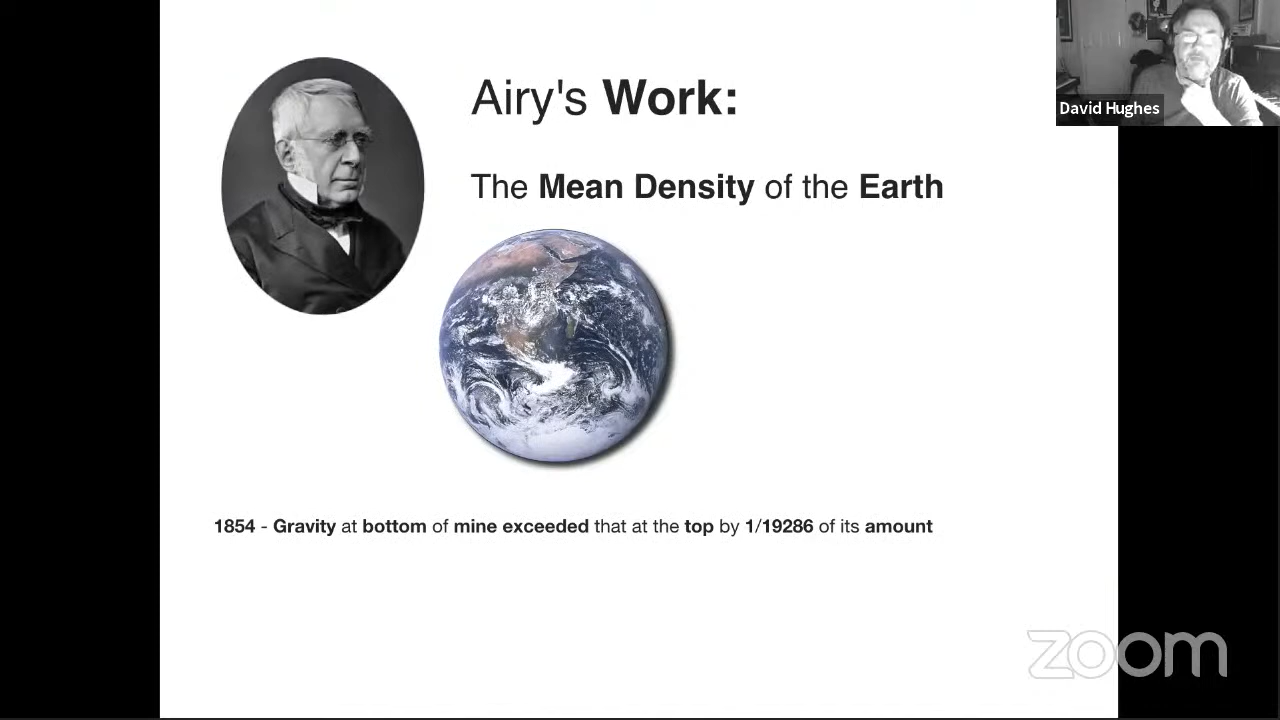 Airy's Work:
David Hughes
The Mean Density of the Earth
1854 - Gravity at bottom of mine exceeded that at the top by 1/19286 of its amount
zoom